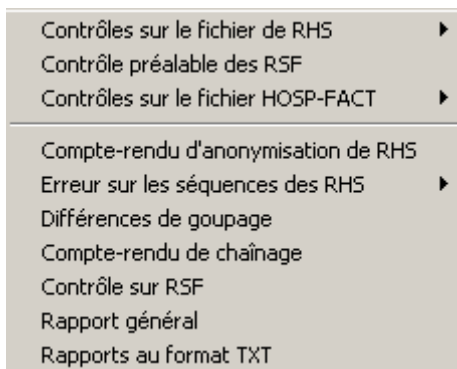 Contrôles sur le fichier de RHS
Contrôle préalable des RSF
Contrôles sur le fichier HOSP-FACT
Compte-rendu d'anonymisation de RHS
Erreur sur les séquences des RHS
Différences de goupage
Compte-rendu de chaînage
Contrôle sur RSF
Rapport général
Rapports au format TXT